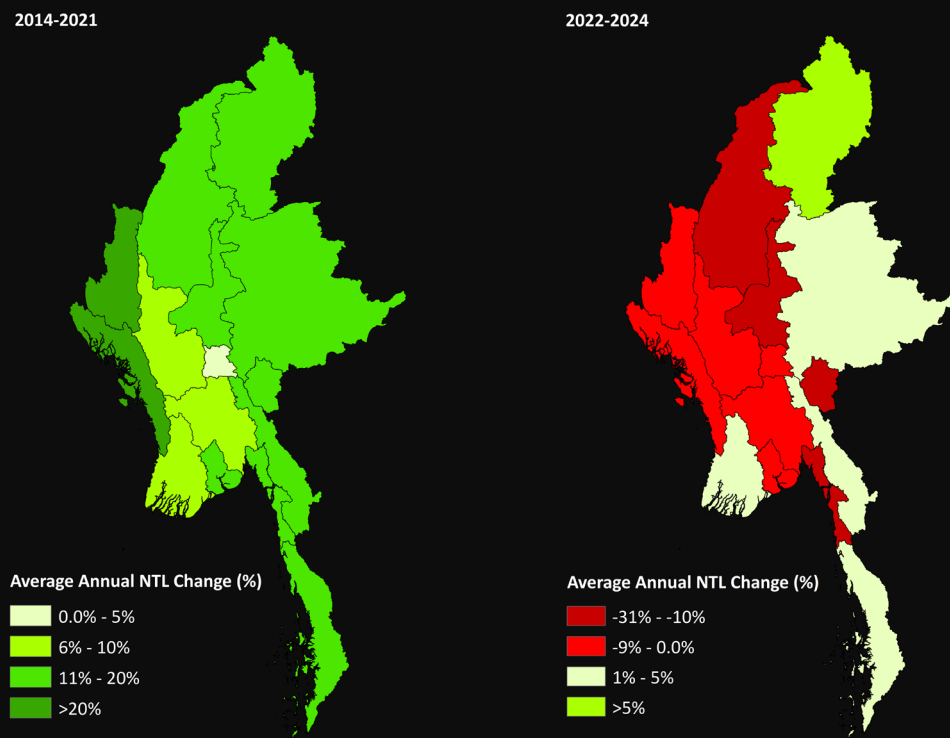 2014-2021
2022-2024
Average Annual NTL Change (%)
0.0% - 5%
6% - 10%
11% - 20%
>20%
Average Annual NTL Change (%)
-31% - -10%
-9% - 0.0%
1% - 5%
>5%